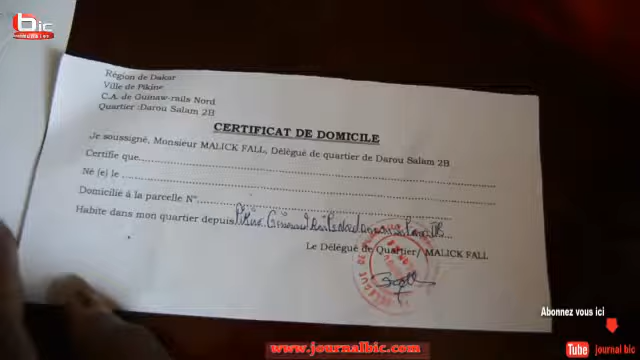 bic
Région de Dakar
Ville de Pikine
C.A. de Guinaw-rails Nord
Quartier :Darou Salam 2B
CERTIFICAT DE DOMICILE
Je soussigné, Monsieur MALICK FALL, Délégué de quartier de Darou Salam 2B
Certifie que
Né (e) le
Domicilié à la parcelle N°
Habite dans mon quartier depuis Pikine
Le Délégué de Quartier/ MALICK FALL
Abonnez vous ici
Tube journal bic
www.journalbic.com